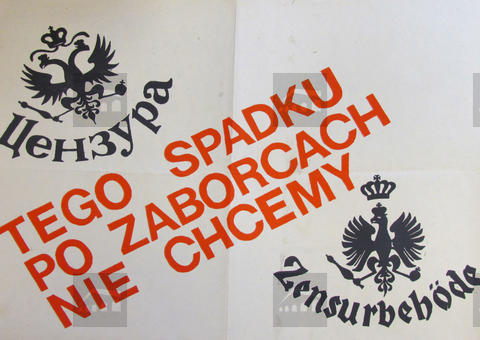 Цензура
TEGO SPADKU
PO ZABORCACH
NIE CHCEMY
Zensurbehöde